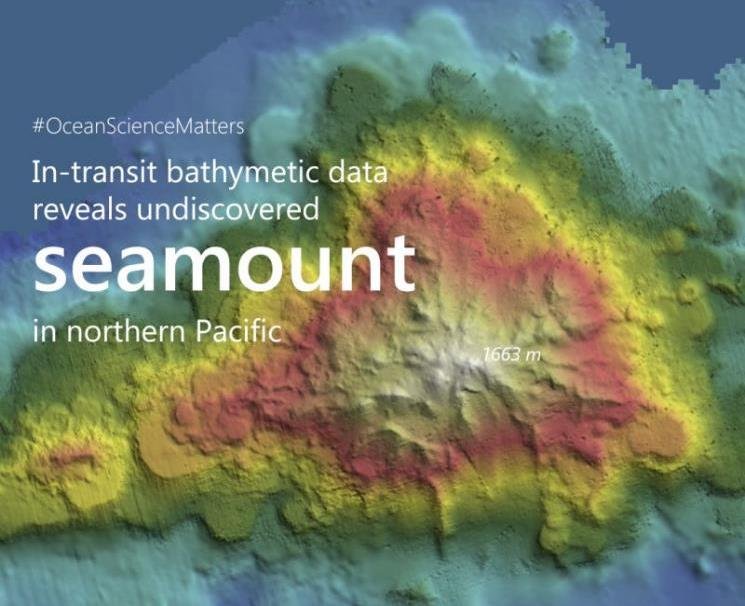 #OceanScienceMatters
In-transit bathymetic data
reveals undiscovered
seamount
in northern Pacific
1663 m